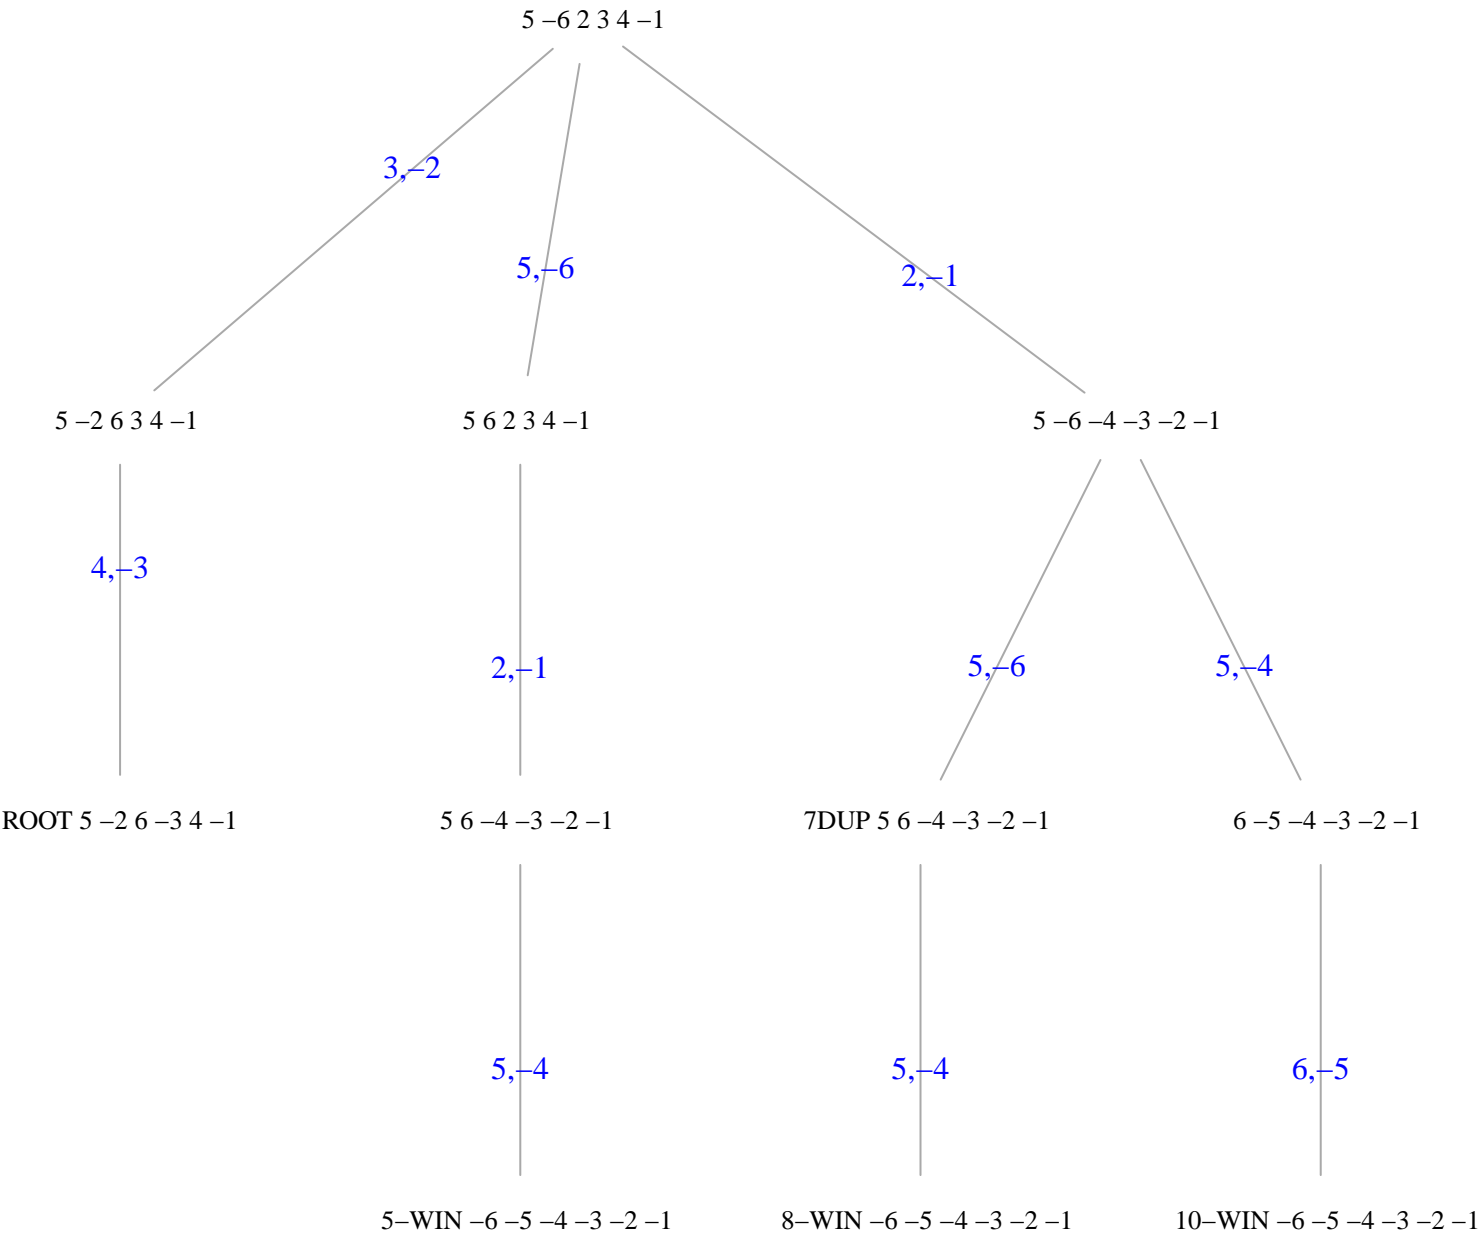 5 –6 2 3 4 –1
3,–2
5,–6
2,–1
5 –2 6 3 4 –1
5 6 2 3 4 –1
5 –6 –4 –3 –2 –1
4,–3
2,–1
5,–6
5,–4
ROOT 5 –2 6 –3 4 –1
5 6 –4 –3 –2 –1
7DUP 5 6 –4 –3 –2 –1
6 –5 –4 –3 –2 –1
5,–4
5,–4
6,–5
5–WIN –6 –5 –4 –3 –2 –1
8–WIN –6 –5 –4 –3 –2 –1
10–WIN –6 –5 –4 –3 –2 –1